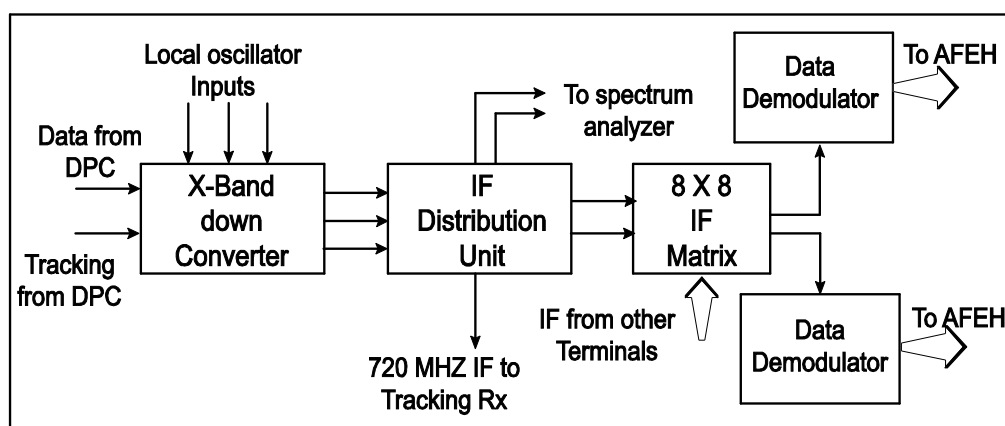 Local oscillator
Inputs
Data from
DPC
Tracking
from DPC
X-Band
down
Converter
To spectrum
analyzer
IF
Distribution
Unit
720 MHZ IF to
Tracking Rx
8 X 8
IF
Matrix
IF from other
Terminals
Data
Demodulator
To AFEH
Data
Demodulator
To AFEH